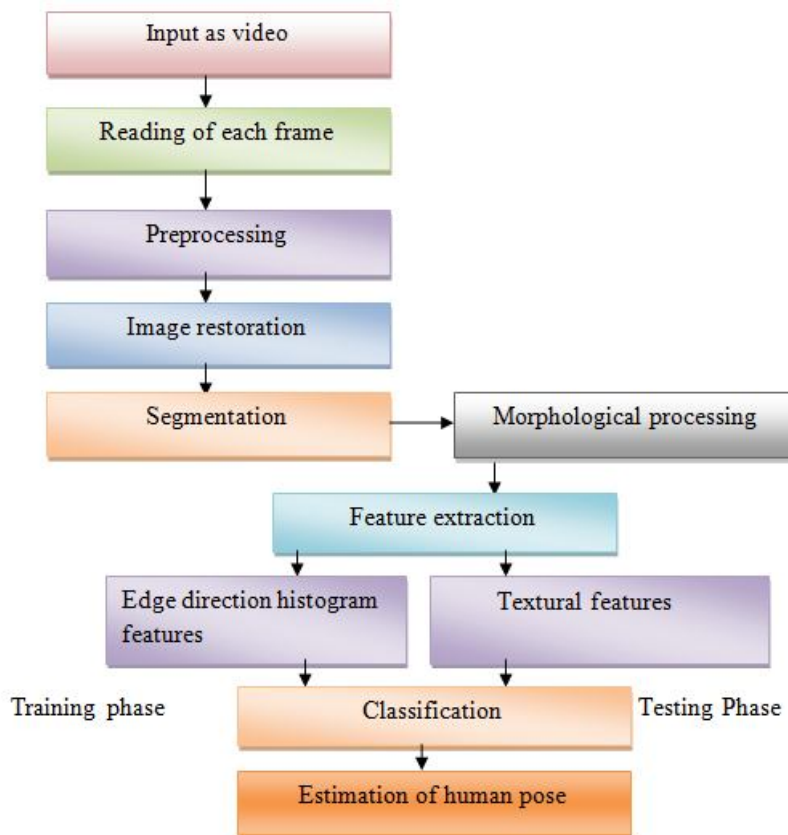 Input as video
Reading of each frame
Preprocessing
Image restoration
Segmentation
Morphological processing
Feature extraction
Edge direction histogram
features
Textural features
Training phase
Classification
Testing Phase
Estimation of human pose